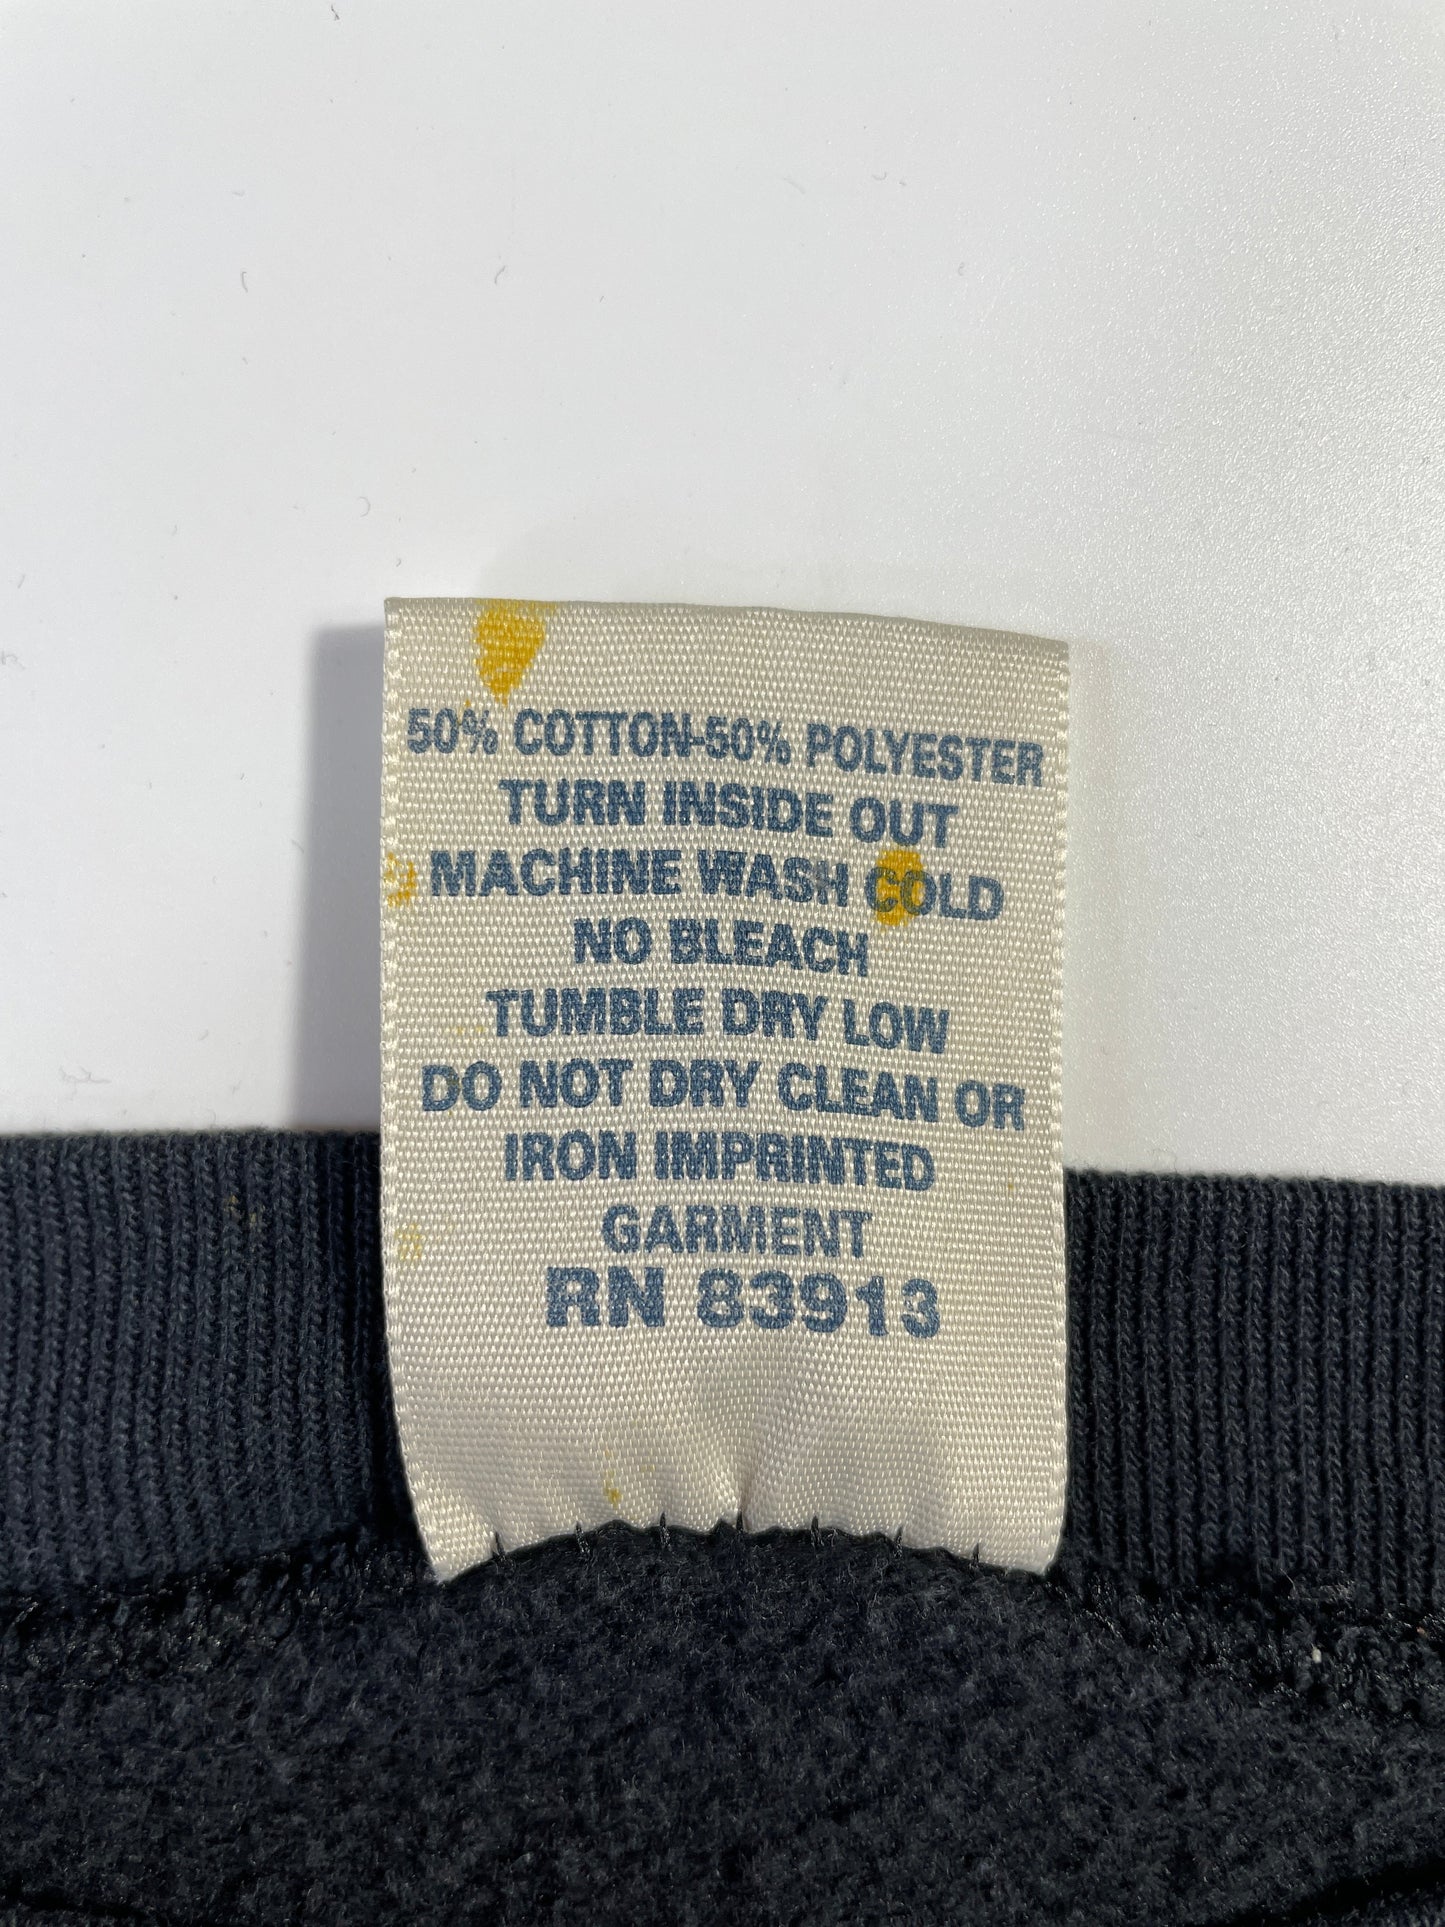 50% COTTON-50% POLYESTER
TURN INSIDE OUT
MACHINE WASH COLD
NO BLEACH
TUMBLE DRY LOW
DO NOT DRY CLEAN OR
IRON IMPRINTED
GARMENT
RN 83913